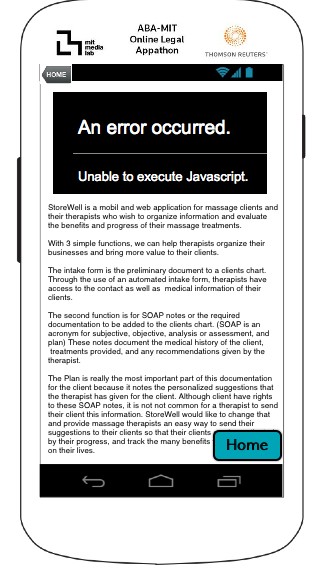 ABA-MIT
Online Legal
Appathon
mit
media
lab
THOMSON REUTERS
HOME
An error occurred.
Unable to execute Javascript.
StoreWell is a mobil and web application for massage clients and
their therapists who wish to organize information and evaluate
the benefits and progress of their massage treatments.
With 3 simple functions, we can help therapists organize their
businesses and bring more value to their clients.
The intake form is the preliminary document to a clients chart.
Through the use of an automated intake form, therapists have
access to the contact as well as medical information of their
clients.
The second function is for SOAP notes or the required
documention to be added to the clients chart. (SOAP is an
acronym for subjective, objective, analysis or assessment, and
plan) These notes document the medical history of the client,
treatments provided, and any recommendations given by the
therapist.
The Plan is really the most important part of this documentation
for the client because it notes the personalized suggestions that
the therapist has given for the client. Although client have rights
to these SOAP notes, it is not not common for a therapist to send
their client this information. StoreWell would like to change that
and provide massage therapists an easy way to send their
suggestions to their clients so that their clients
by their progress, and track the many benefits
on their lives.
Home